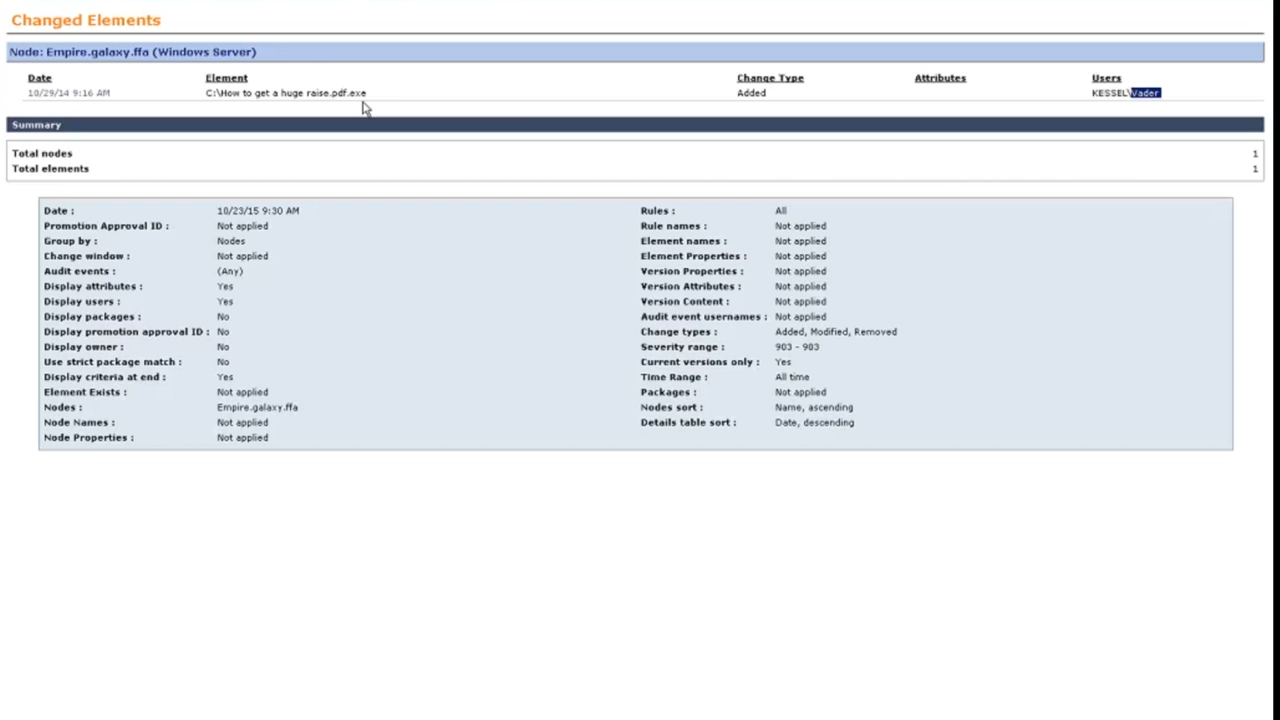 Changed Elements
Node: Empire.galaxy.ffa (Windows Server)
Date Element Change Type Attributes Users
10/29/14 9:16 AM C:\How to get a huge raise.pdf.exe Added KESSEL\Vader
Summary
Total nodes 1
Total elements 1
Date : 10/23/15 9:30 AM Rules : All
Promotion Approval ID : Not applied Rule names : Not applied
Group by : Nodes Element names : Not applied
Change window : Not applied Element Properties : Not applied
Audit events : (Any) Version Properties : Not applied
Display attributes : Yes Version Attributes : Not applied
Display users : Yes Version Content : Not applied
Display packages : No Audit event usernames : Not applied
Display promotion approval ID : No Change types : Added, Modified, Removed
Display owner : No Severity range : 903 - 903
Use strict package match : No Current versions only : Yes
Display criteria at end : Yes Time Range : All time
Element Exists : Not applied Packages : Not applied
Nodes : Empire.galaxy.ffa Nodes sort : Name, ascending
Node Names : Not applied Details table sort : Date, descending
Node Properties : Not applied